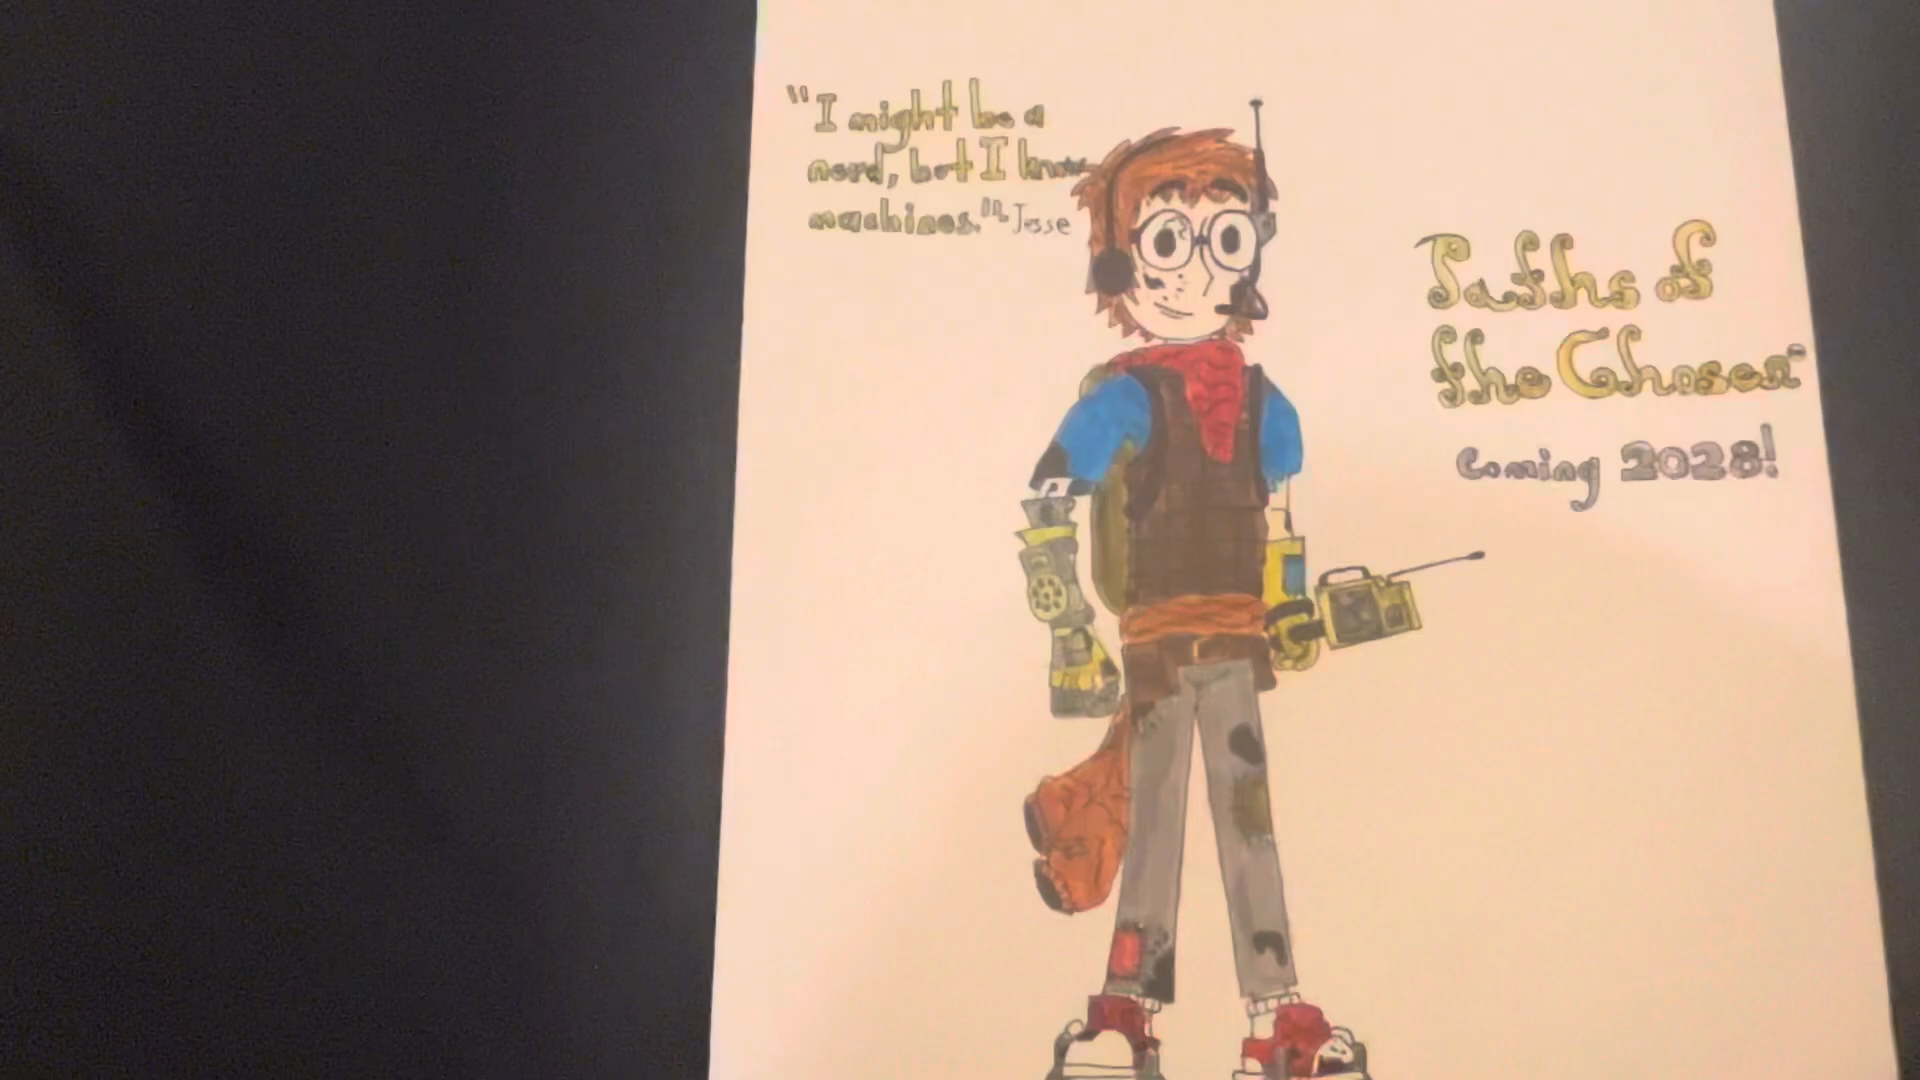 "I might be a
nerd, but I know
machines." - Jesse
Paths of
the Chosen
Coming 2028!